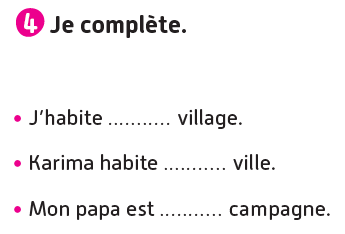 4 Je complète.
• J'habite ........... village.
• Karima habite ........... ville.
• Mon papa est ........... campagne.